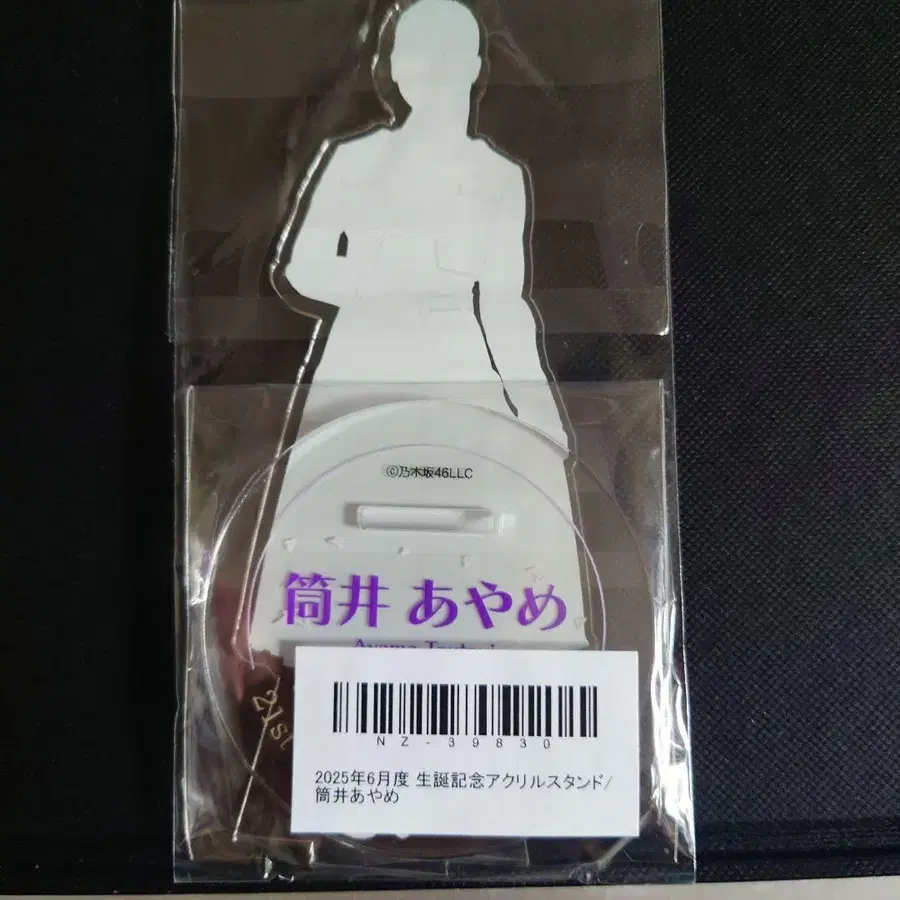 ©乃木坂46LLC
筒井 あやめ
21st
NZ-39830
2025年6月度 生誕記念アクリルスタンド/
筒井あやめ